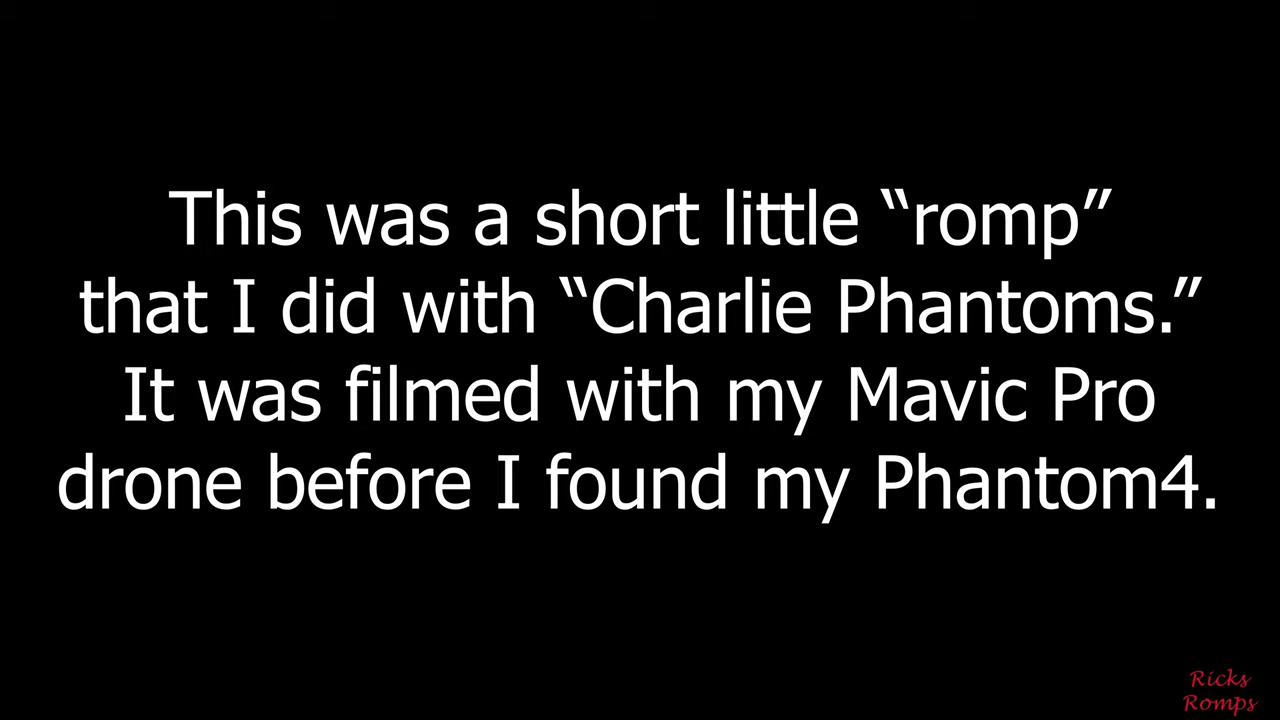 This was a short little “romp”
that I did with “Charlie Phantoms.”
It was filmed with my Mavic Pro
drone before I found my Phantom4.
Ricks
Romps